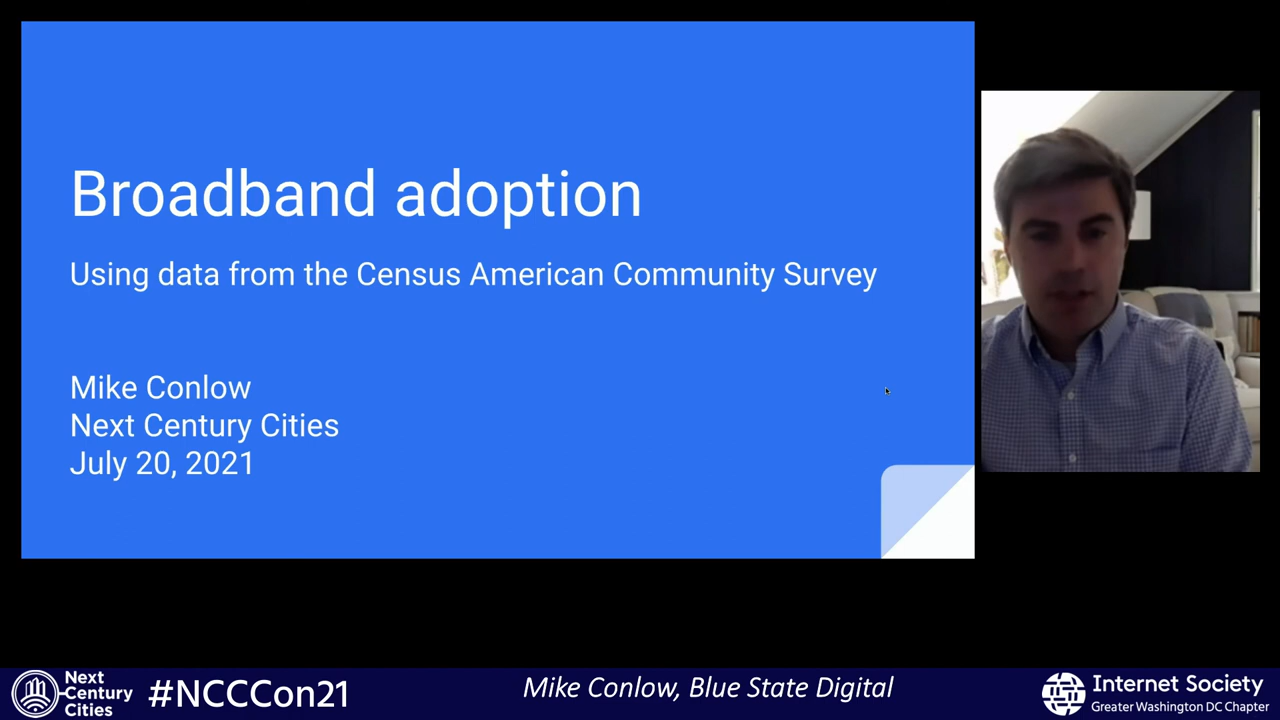 Broadband adoption
Using data from the Census American Community Survey
Mike Conlow
Next Century Cities
July 20, 2021
Next
Century
Cities
#NCCCon21
Mike Conlow, Blue State Digital
Internet Society
Greater Washington DC Chapter